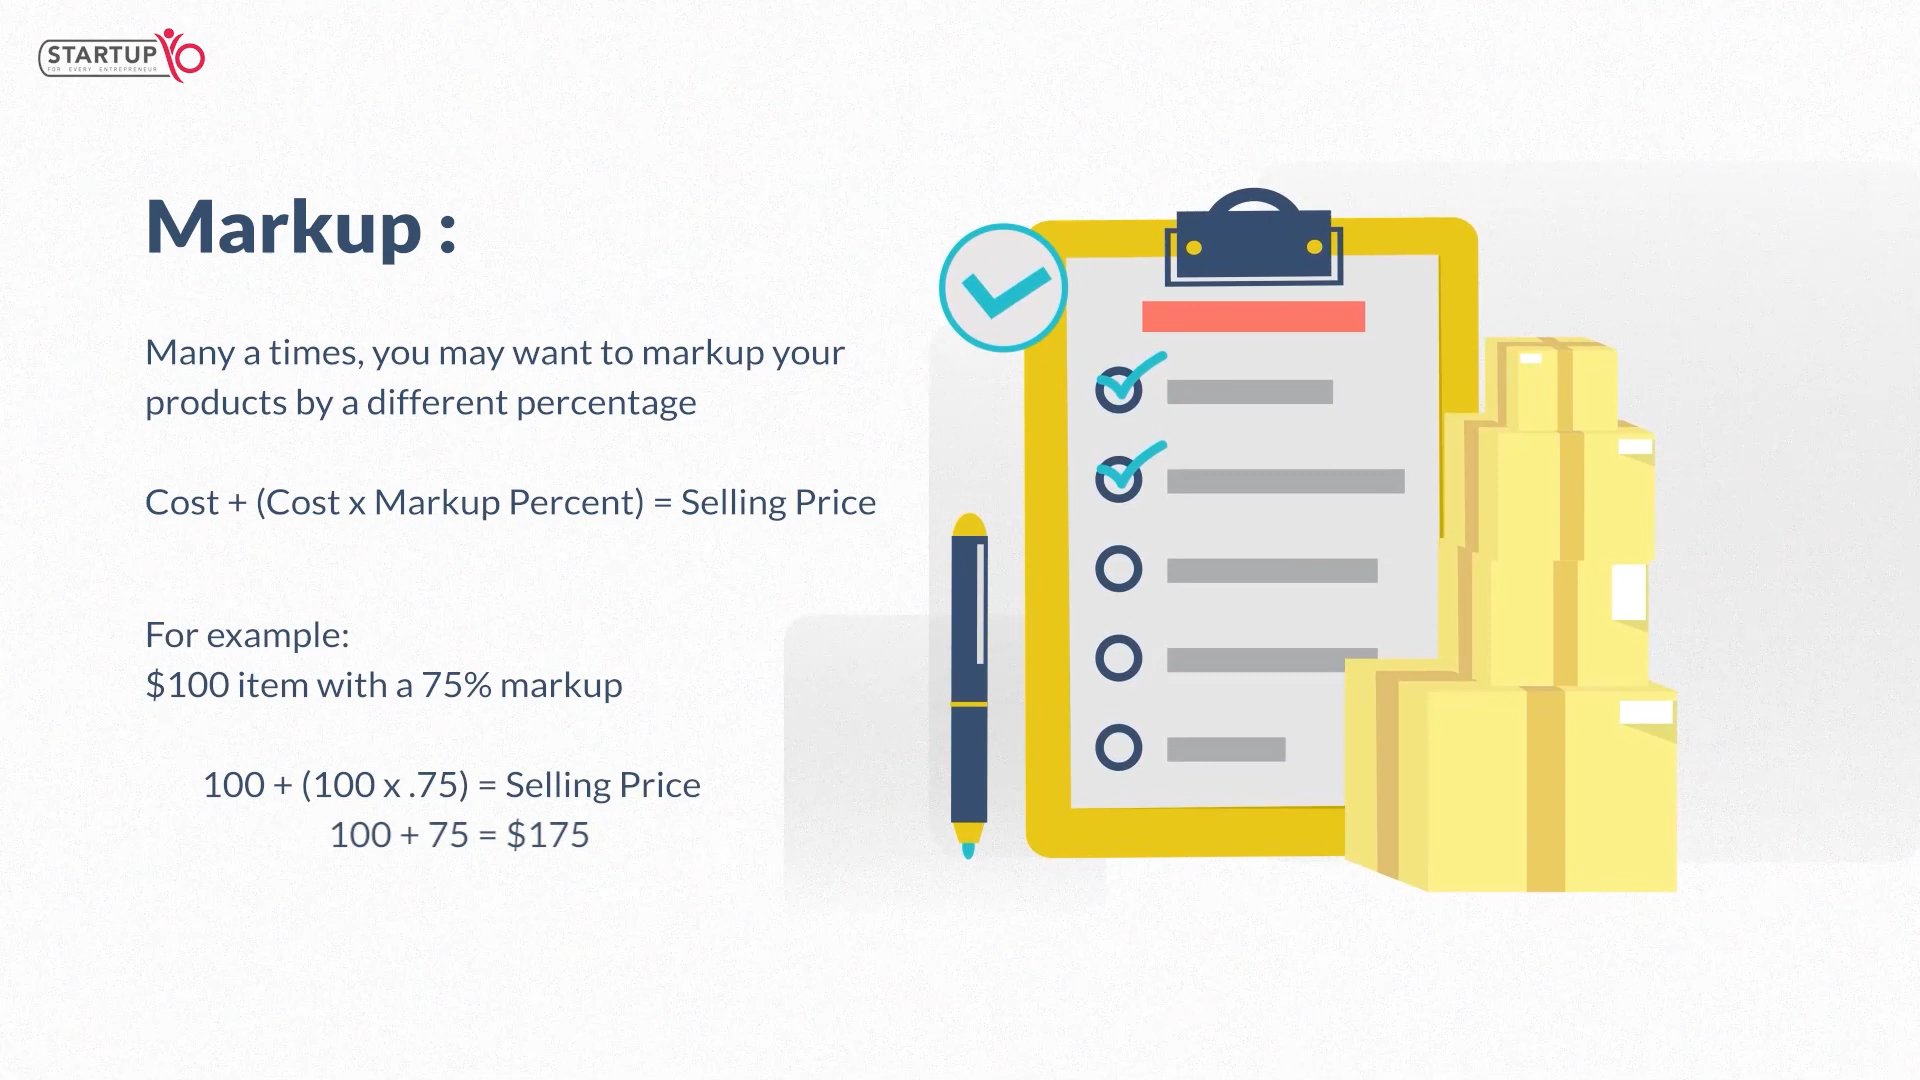 STARTUP YO
FOR EVERY ENTREPRENEUR
Markup :
Many a times, you may want to markup your
products by a different percentage
Cost + (Cost x Markup Percent) = Selling Price
For example:
$100 item with a 75% markup
100 + (100 x .75) = Selling Price
100 + 75 = $175